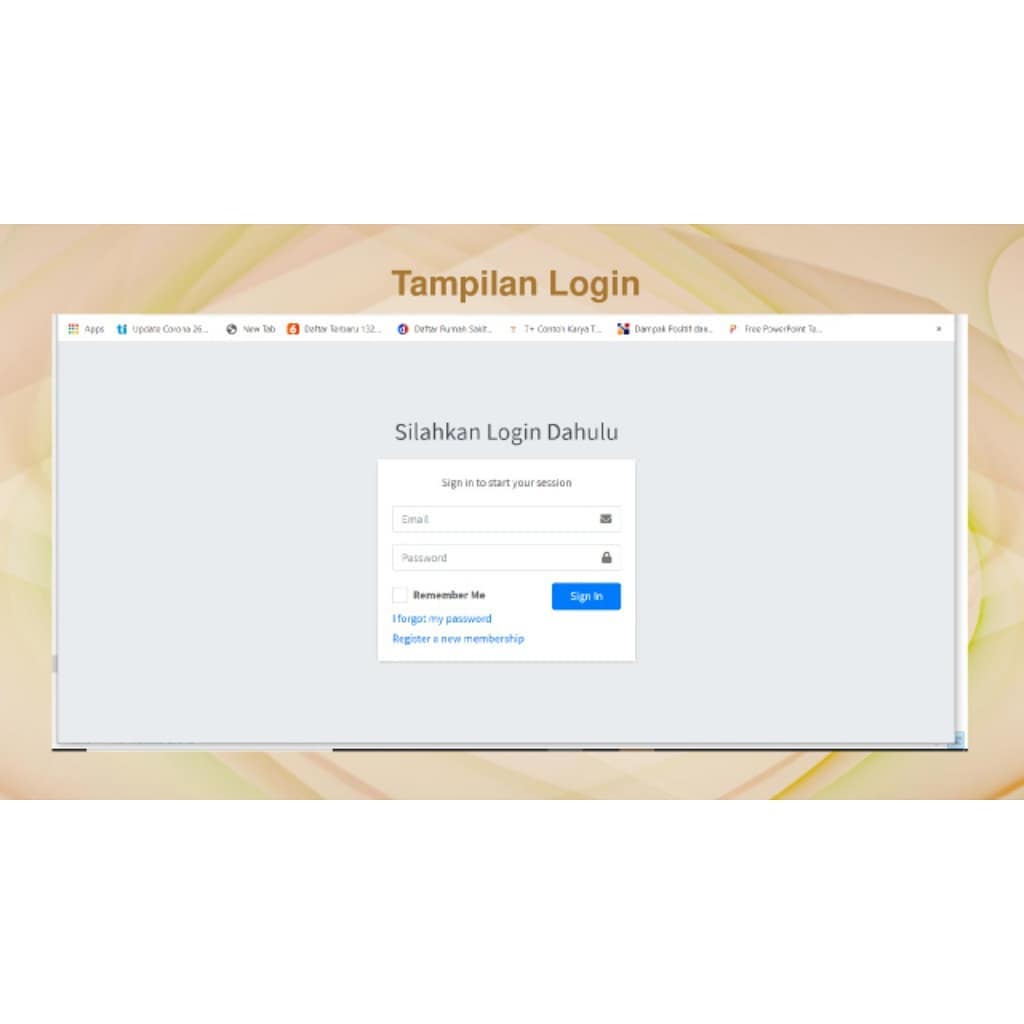 Tampilan Login
Apps Update Corona 26... New Tab Daftar Terbaru 132... Daftar Rumah Sakit... T+ Contoh Karya T... Dampak Positif dan... Free PowerPoint Te...
Silahkan Login Dahulu
Sign in to start your session
Email
Password
Remember Me
Sign In
I forgot my password
Register a new membership